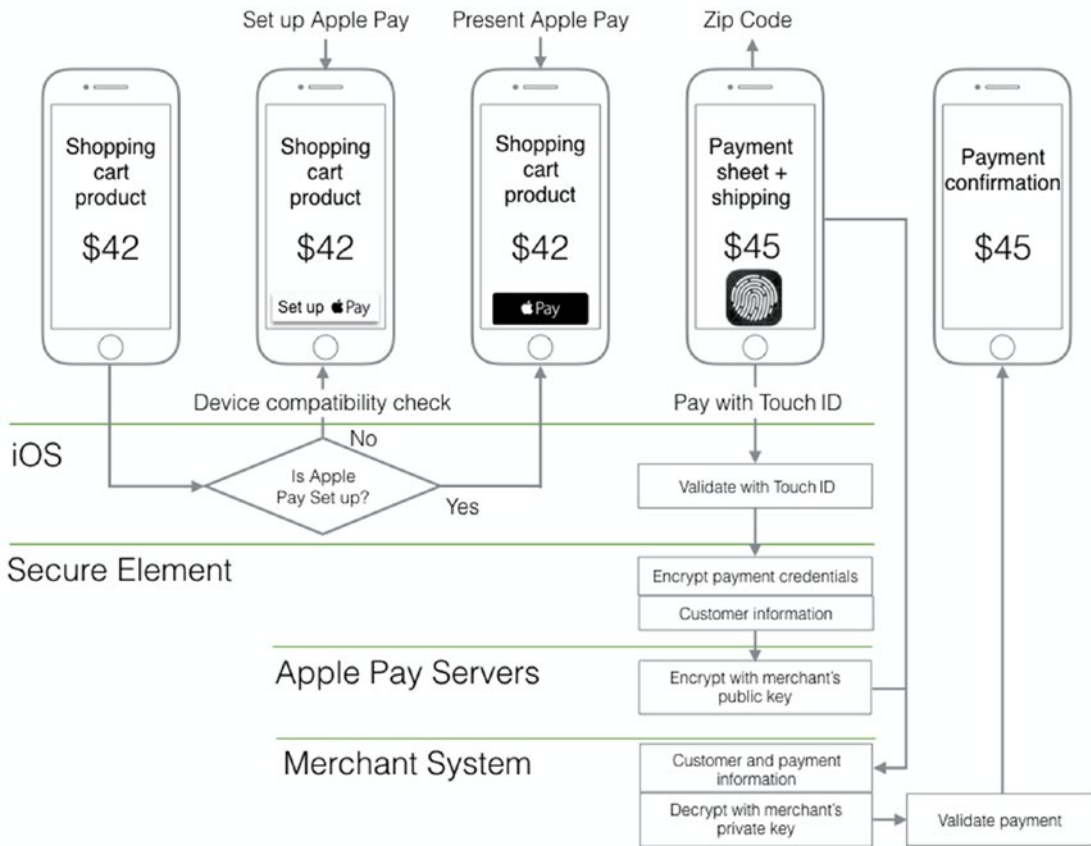 Set up Apple Pay
Present Apple Pay
Zip Code
Shopping
cart
product
$42
Shopping
cart
product
$42
Set up Pay
Shopping
cart
product
$42
Pay
Payment
sheet +
shipping
$45
Payment
confirmation
$45
Device compatibility check
Pay with Touch ID
iOS
No
Is Apple
Pay Set up?
Yes
Validate with Touch ID
Secure Element
Encrypt payment credentials
Customer information
Apple Pay Servers
Encrypt with merchant's
public key
Merchant System
Customer and payment
information
Decrypt with merchant's
private key
Validate payment